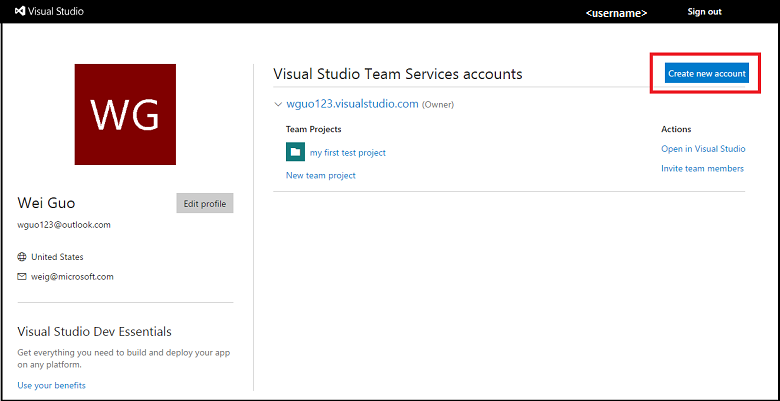 Visual Studio
<username>
Sign out
WG
Wei Guo
Edit profile
wguo123@outlook.com
United States
weig@microsoft.com
Visual Studio Dev Essentials
Get everything you need to build and deploy your app
on any platform.
Use your benefits
Visual Studio Team Services accounts
Create new account
wguo123.visualstudio.com (Owner)
Team Projects
my first test project
New team project
Actions
Open in Visual Studio
Invite team members